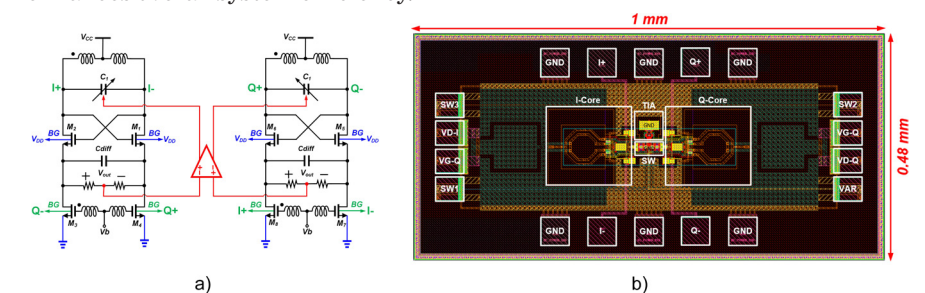 VCC
VCC
C1
C1
I+
I-
Q+
Q-
M2
M1
M6
M5
BG
BG
BG
BG
VDD
VDD
VDD
VDD
Cdiff
Cdiff
Vout
Vout
+
−
+
−
+
−
BG
BG
BG
BG
Q-
Q+
I+
I-
M3
M4
M8
M7
Vb
Vb
a)
1 mm
0.48 mm
GND
I+
GND
Q+
GND
SW3
VD-I
VG-Q
SW1
I-Core
TIA
Q-Core
GND
SW
SW2
VG-Q
VD-Q
VAR
GND
I-
GND
Q-
GND
b)